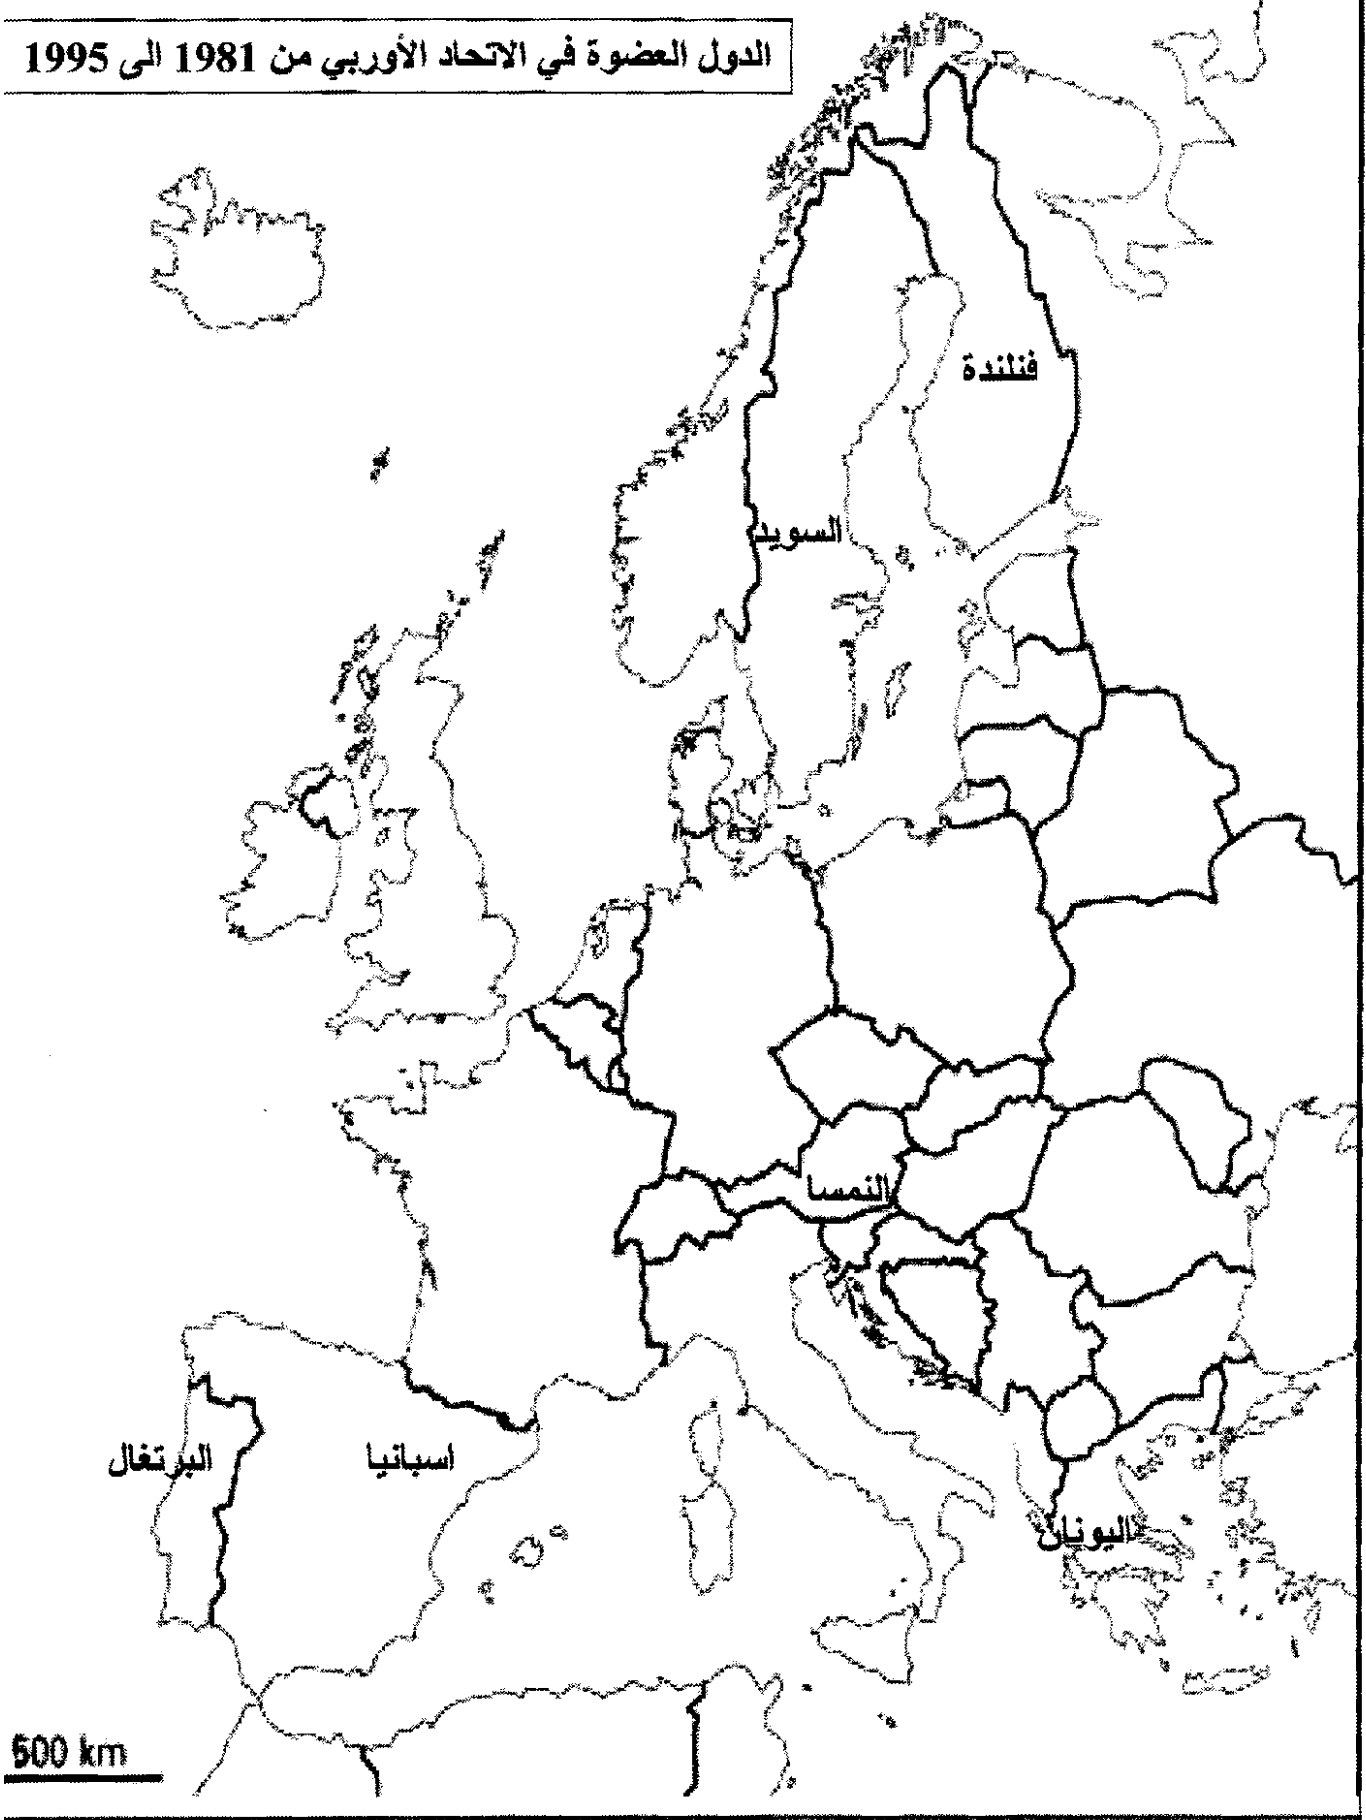 الدول العضوة في الاتحاد الأوربي من 1981 الى 1995
فنلندة
السويد
النمسا
البرتغال
اسبانيا
اليونان
500 km